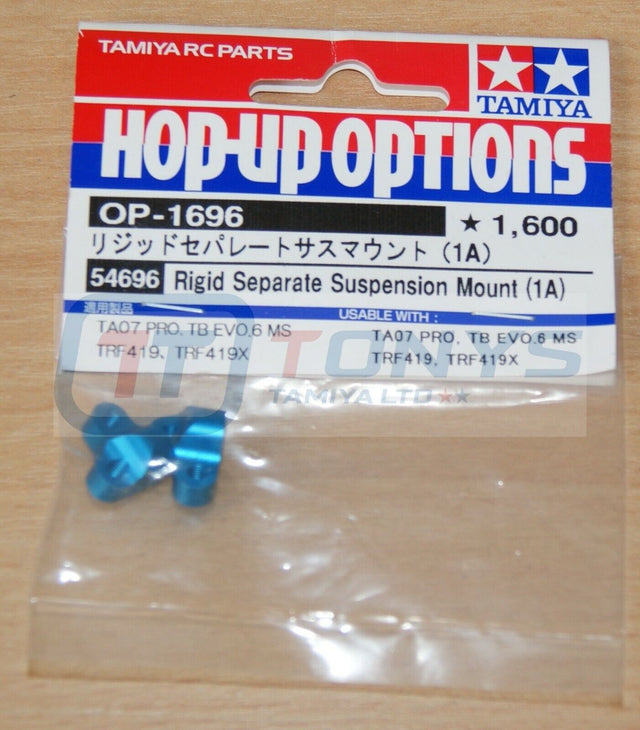 TAMIYA RC PARTS
TAMIYA
HOP-UP OPTIONS
OP-1696 ★ 1,600
リジッドセパレートサスマウント（1A）
54696 Rigid Separate Suspension Mount (1A)
適用製品 USABLE WITH :
TA07 PRO, TB EVO.6 MS TA07 PRO, TB EVO.6 MS
TRF419、TRF419X TRF419, TRF419X
TT TONYS
TAMIYA LTD ★★